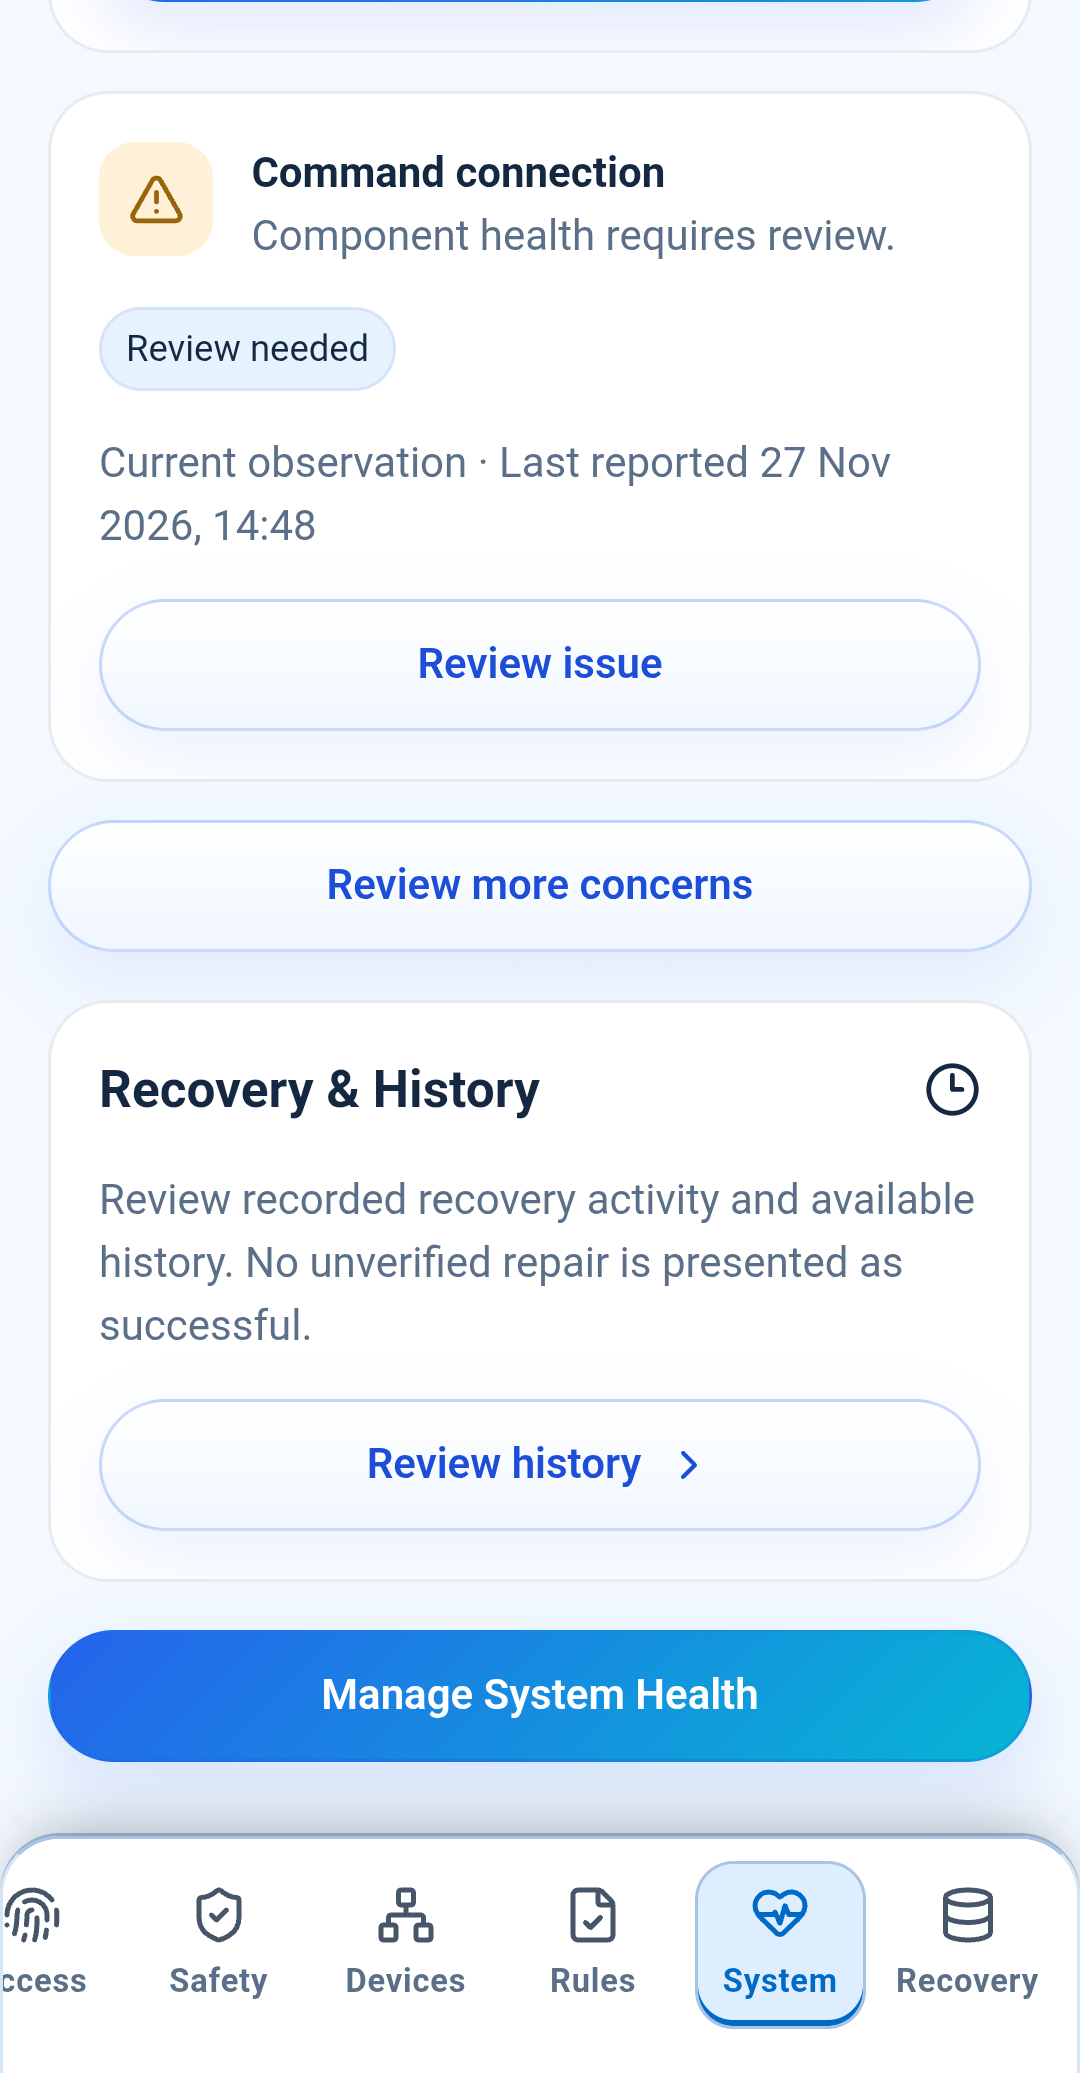 Command connection
Component health requires review.
Review needed
Current observation · Last reported 27 Nov
2026, 14:48
Review issue
Review more concerns
Recovery & History
Review recorded recovery activity and available
history. No unverified repair is presented as
successful.
Review history
Manage System Health
ccess Safety Devices Rules System Recovery